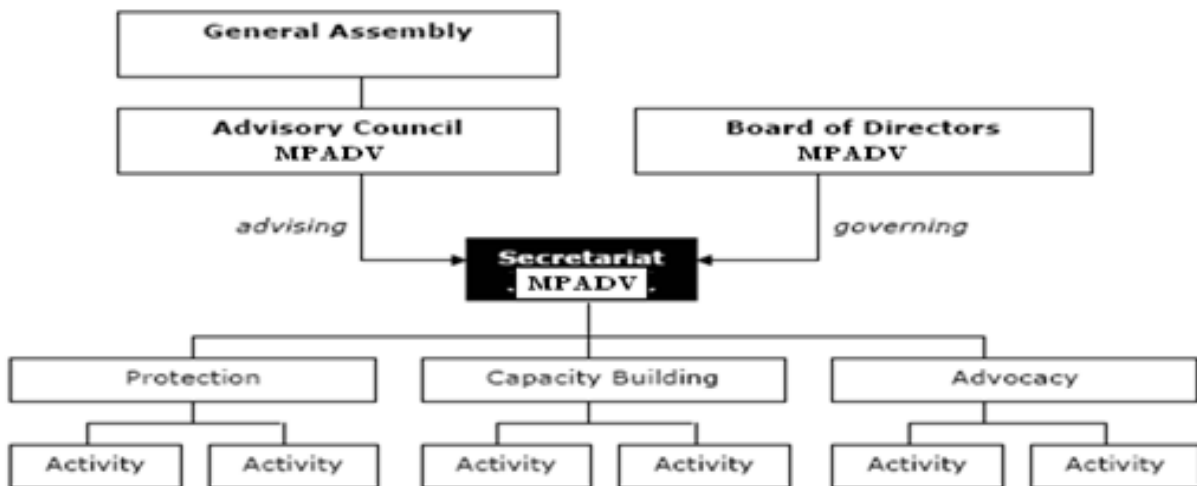 General Assembly
Advisory Council
MPADV
Board of Directors
MPADV
advising
governing
Secretariat
MPADV
Protection
Capacity Building
Advocacy
Activity
Activity
Activity
Activity
Activity
Activity